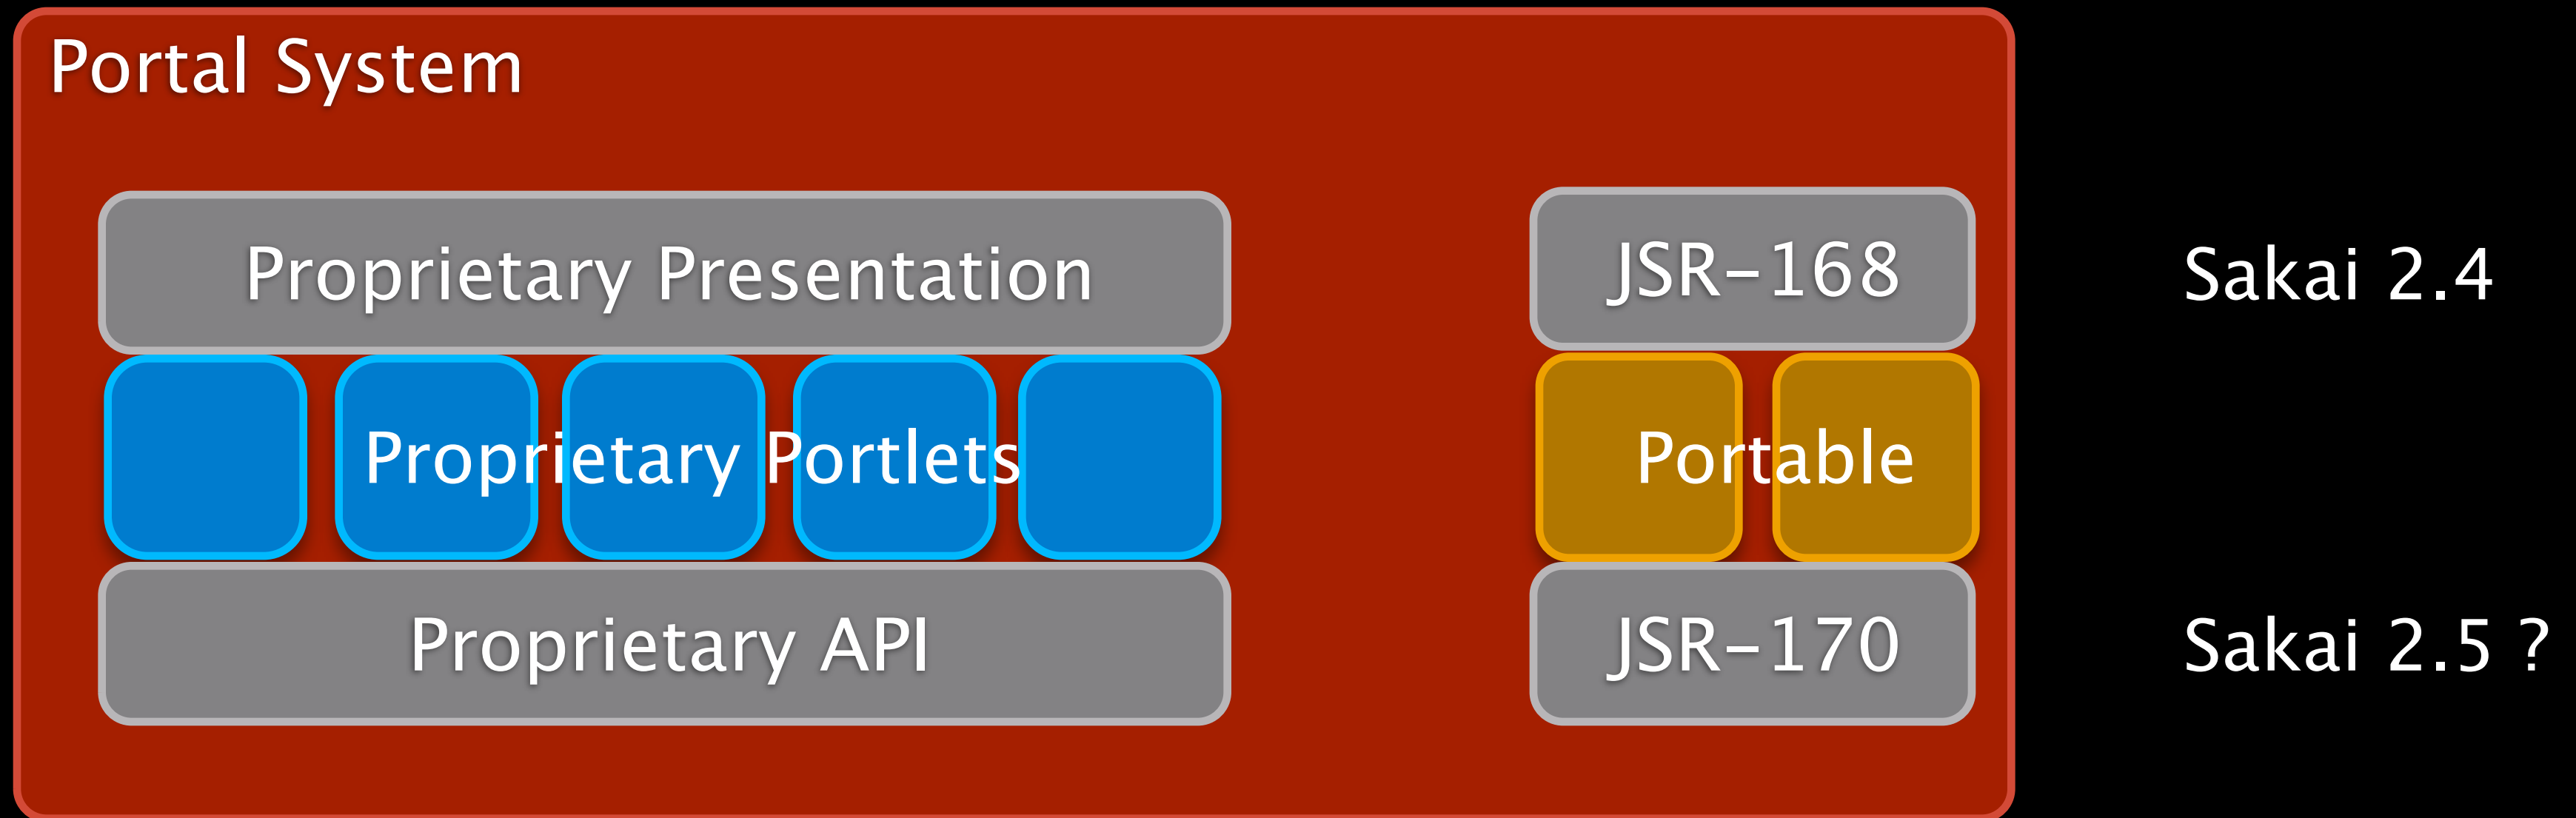 Portal System
Proprietary Presentation
JSR-168
Sakai 2.4
Proprietary Portlets
Portable
Proprietary API
JSR-170
Sakai 2.5 ?